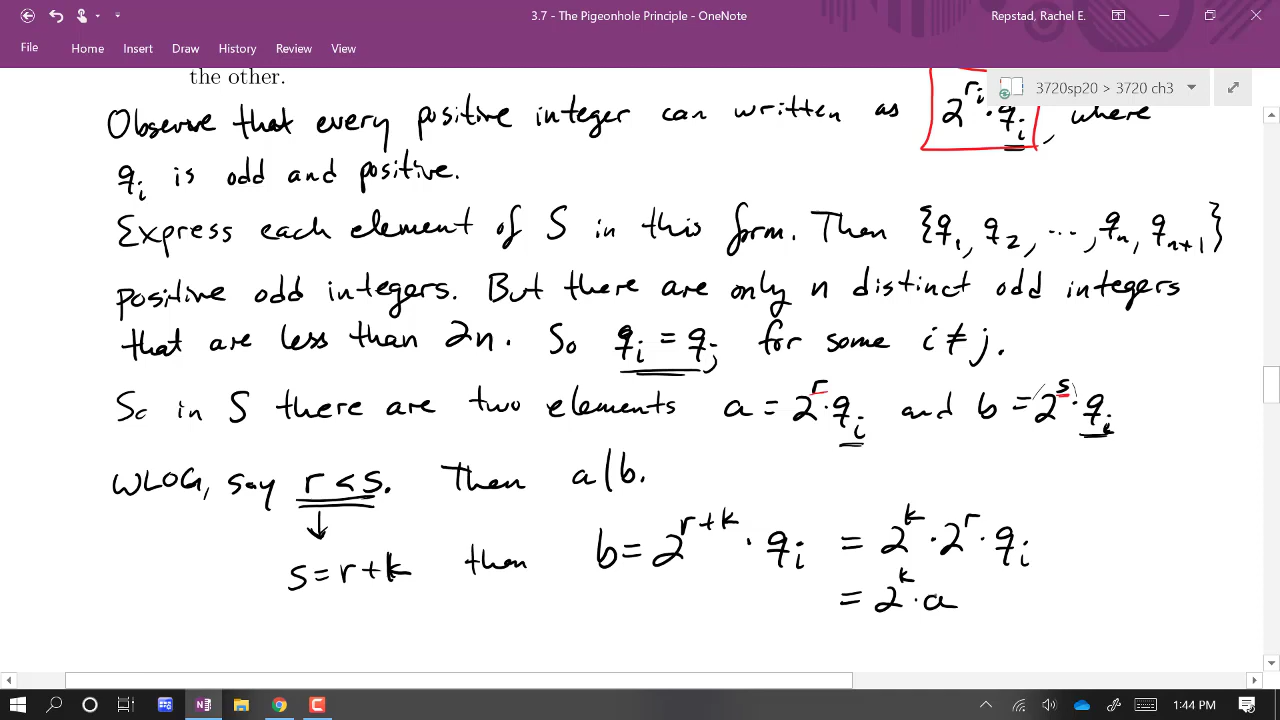 3.7 - The Pigeonhole Principle - OneNote
Repstad, Rachel E.
File Home Insert Draw History Review View
the other.
3720sp20 > 3720 ch3
Observe that every positive integer can written as 2^{r_i} · q_i, where
q_i is odd and positive.
Express each element of S in this form. Then {q_1, q_2, ..., q_n, q_{n+1}}
positive odd integers. But there are only n distinct odd integers
that are less than 2n. So q_i = q_j for some i ≠ j.
So in S there are two elements a = 2^r · q_i and b = 2^s · q_i
WLOG, say r < s. Then a|b.
↓
s = r + k then b = 2^{r+k} · q_i = 2^k · 2^r · q_i
= 2^k · a
1:44 PM